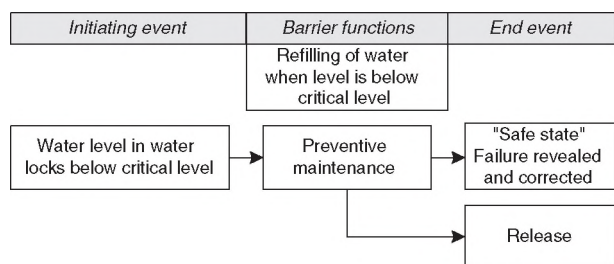 Initiating event
Barrier functions
End event
Refilling of water
when level is below
critical level
Water level in water
locks below critical level
Preventive
maintenance
"Safe state"
Failure revealed
and corrected
Release